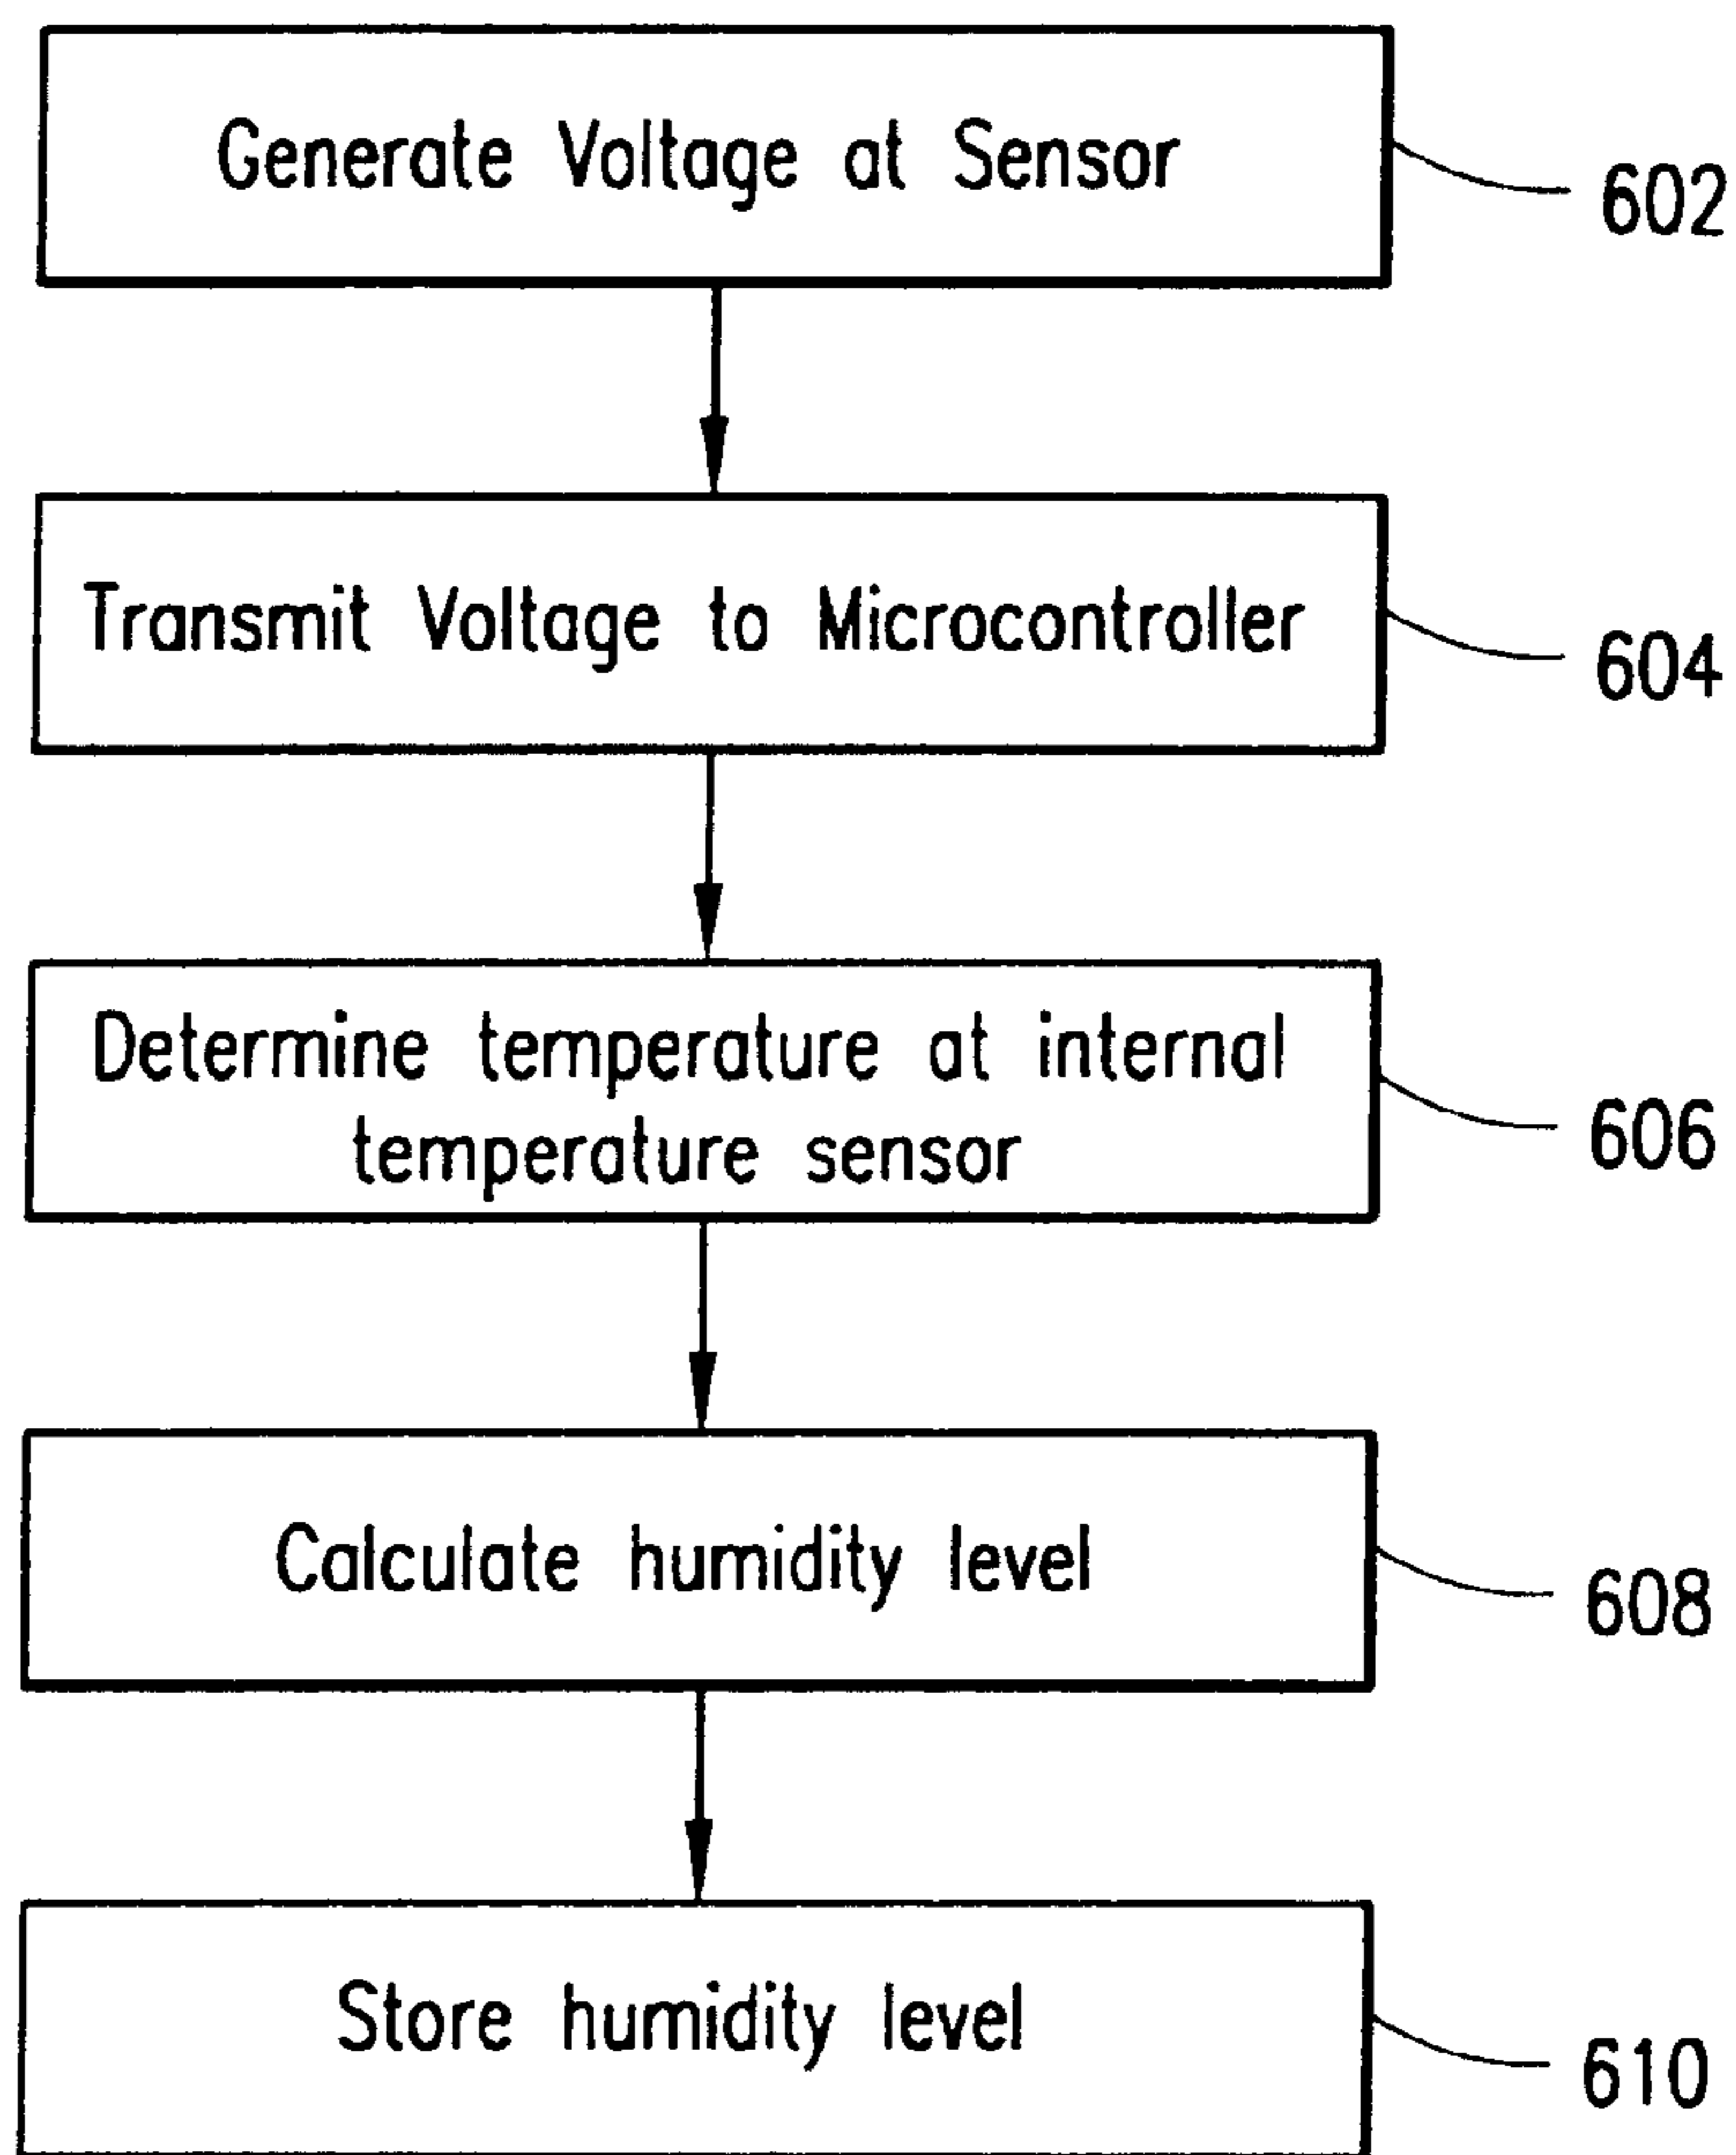 Generate Voltage at Sensor
602
Transmit Voltage to Microcontroller
604
Determine temperature at internal
temperature sensor
606
Calculate humidity level
608
Store humidity level
610